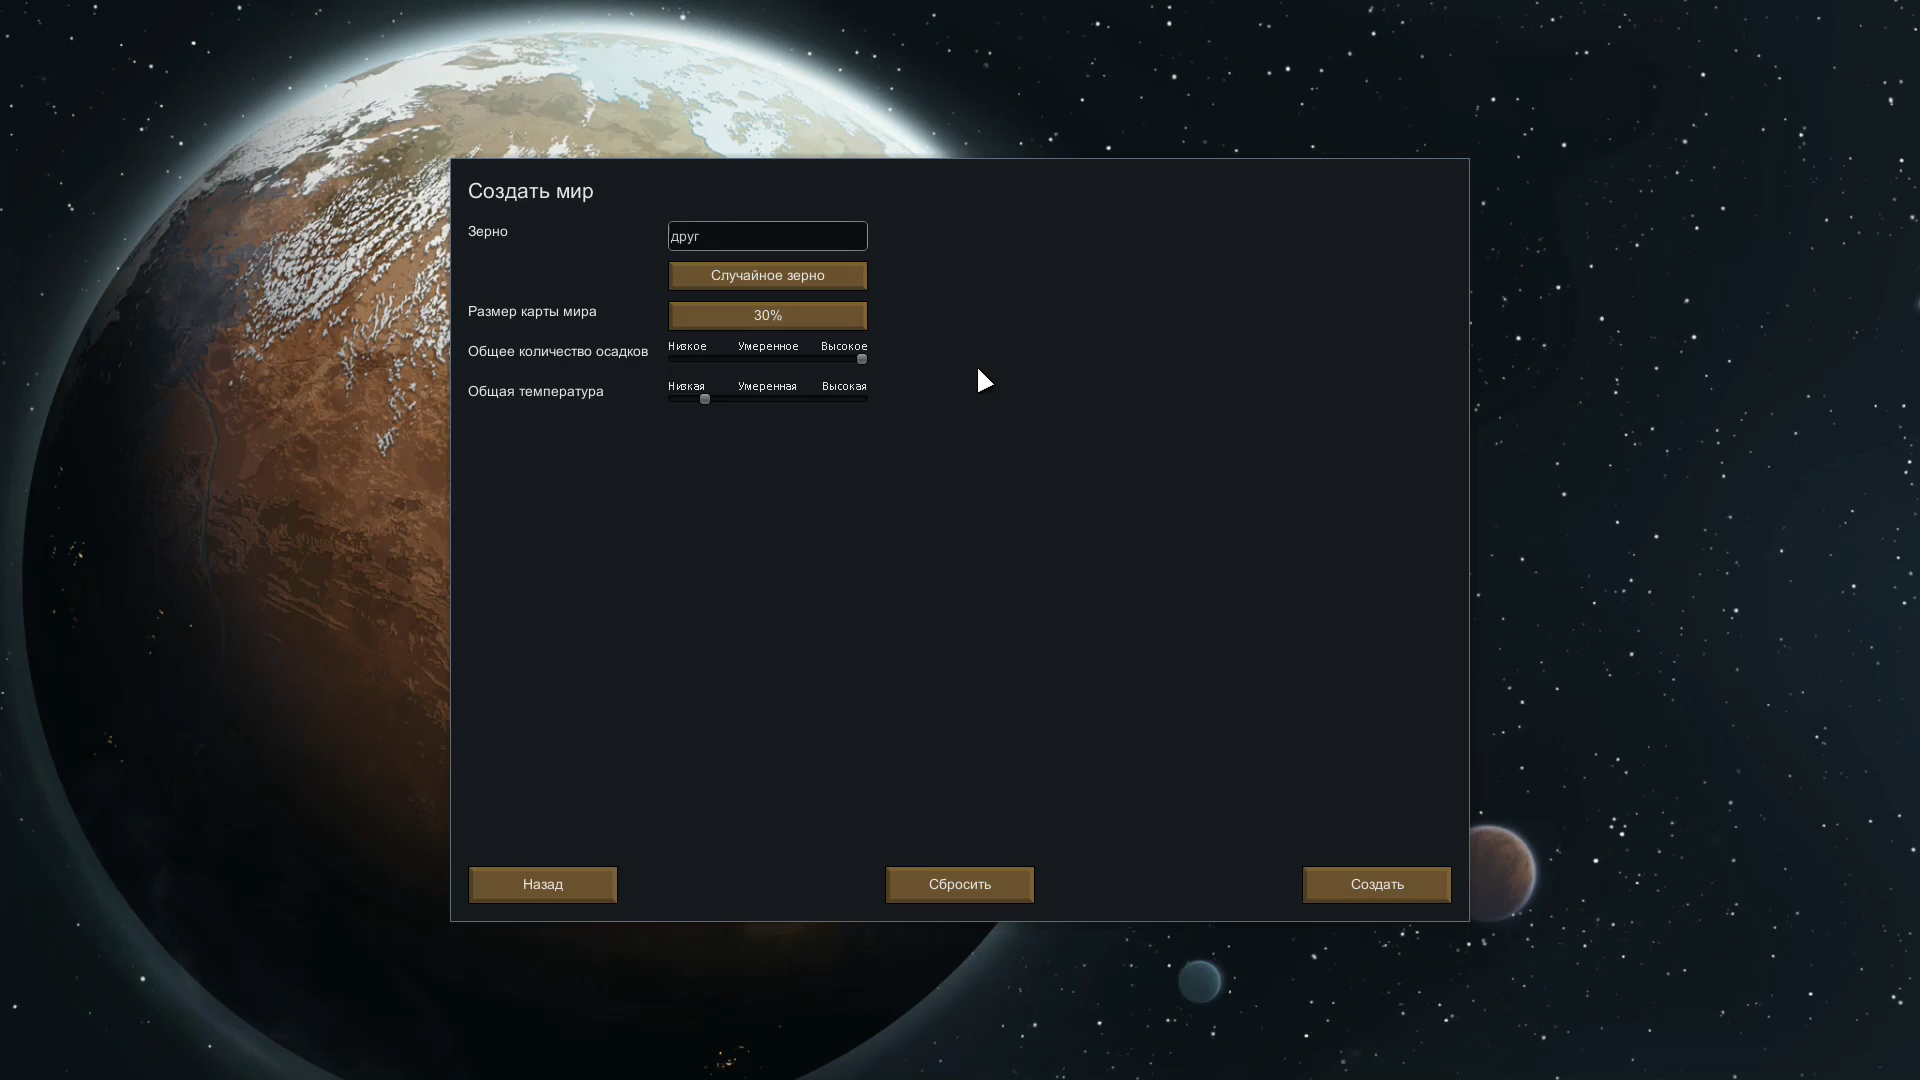 Создать мир
Зерно
друг
Случайное зерно
Размер карты мира
30%
Общее количество осадков
Низкое Умеренное Высокое
Общая температура
Низкая Умеренная Высокая
Назад
Сбросить
Создать